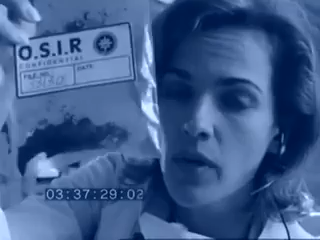 O.S.I.R
CONFIDENTIAL
FILE NO.
DATE:
03:37:29:02